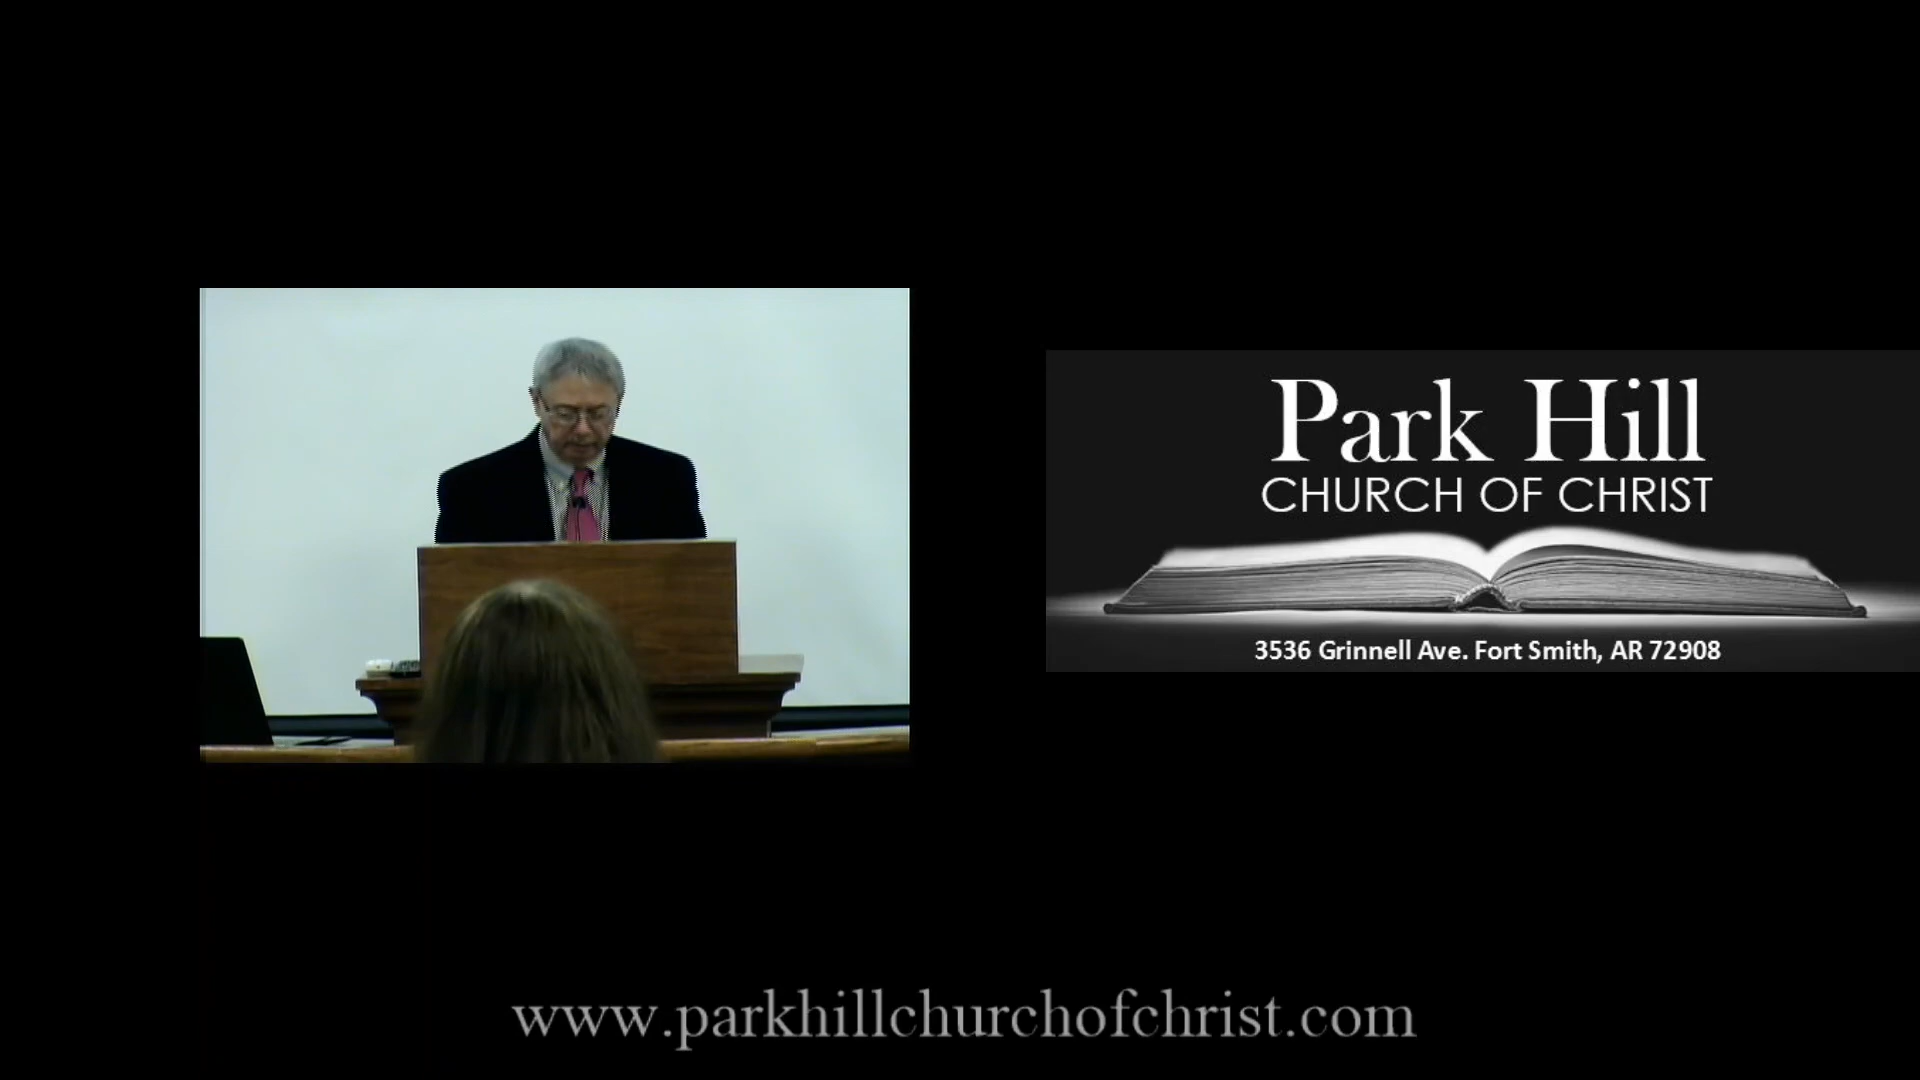 Park Hill
CHURCH OF CHRIST
3536 Grinnell Ave. Fort Smith, AR 72908
www.parkhillchurchofchrist.com